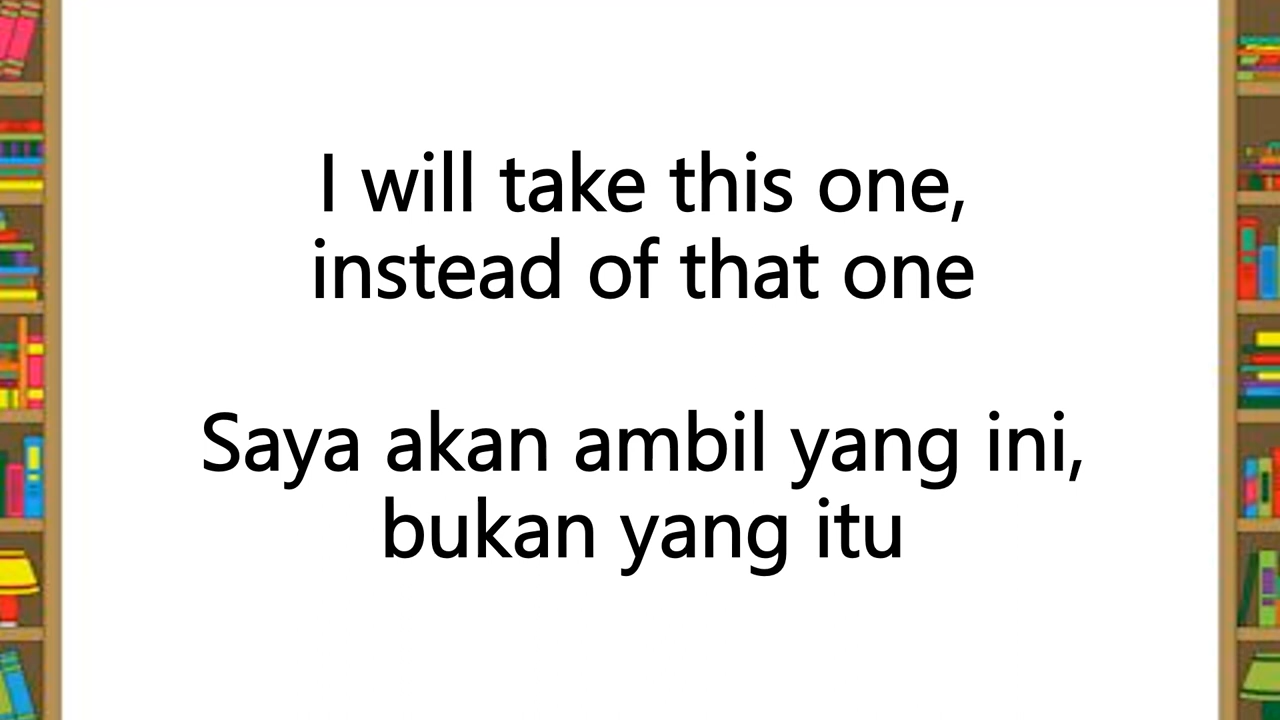 I will take this one,
instead of that one
Saya akan ambil yang ini,
bukan yang itu